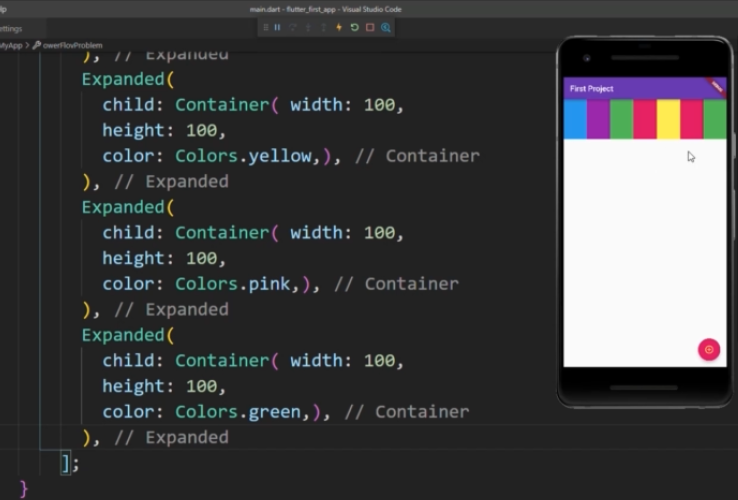 lp
main.dart - flutter_first_app - Visual Studio Code
ettings
MyApp > owerFlovProblem
), // Expanded
Expanded(
child: Container( width: 100,
height: 100,
color: Colors.yellow,), // Container
), // Expanded
Expanded(
child: Container( width: 100,
height: 100,
color: Colors.pink,), // Container
), // Expanded
Expanded(
child: Container( width: 100,
height: 100,
color: Colors.green,), // Container
), // Expanded
];
}
First Project